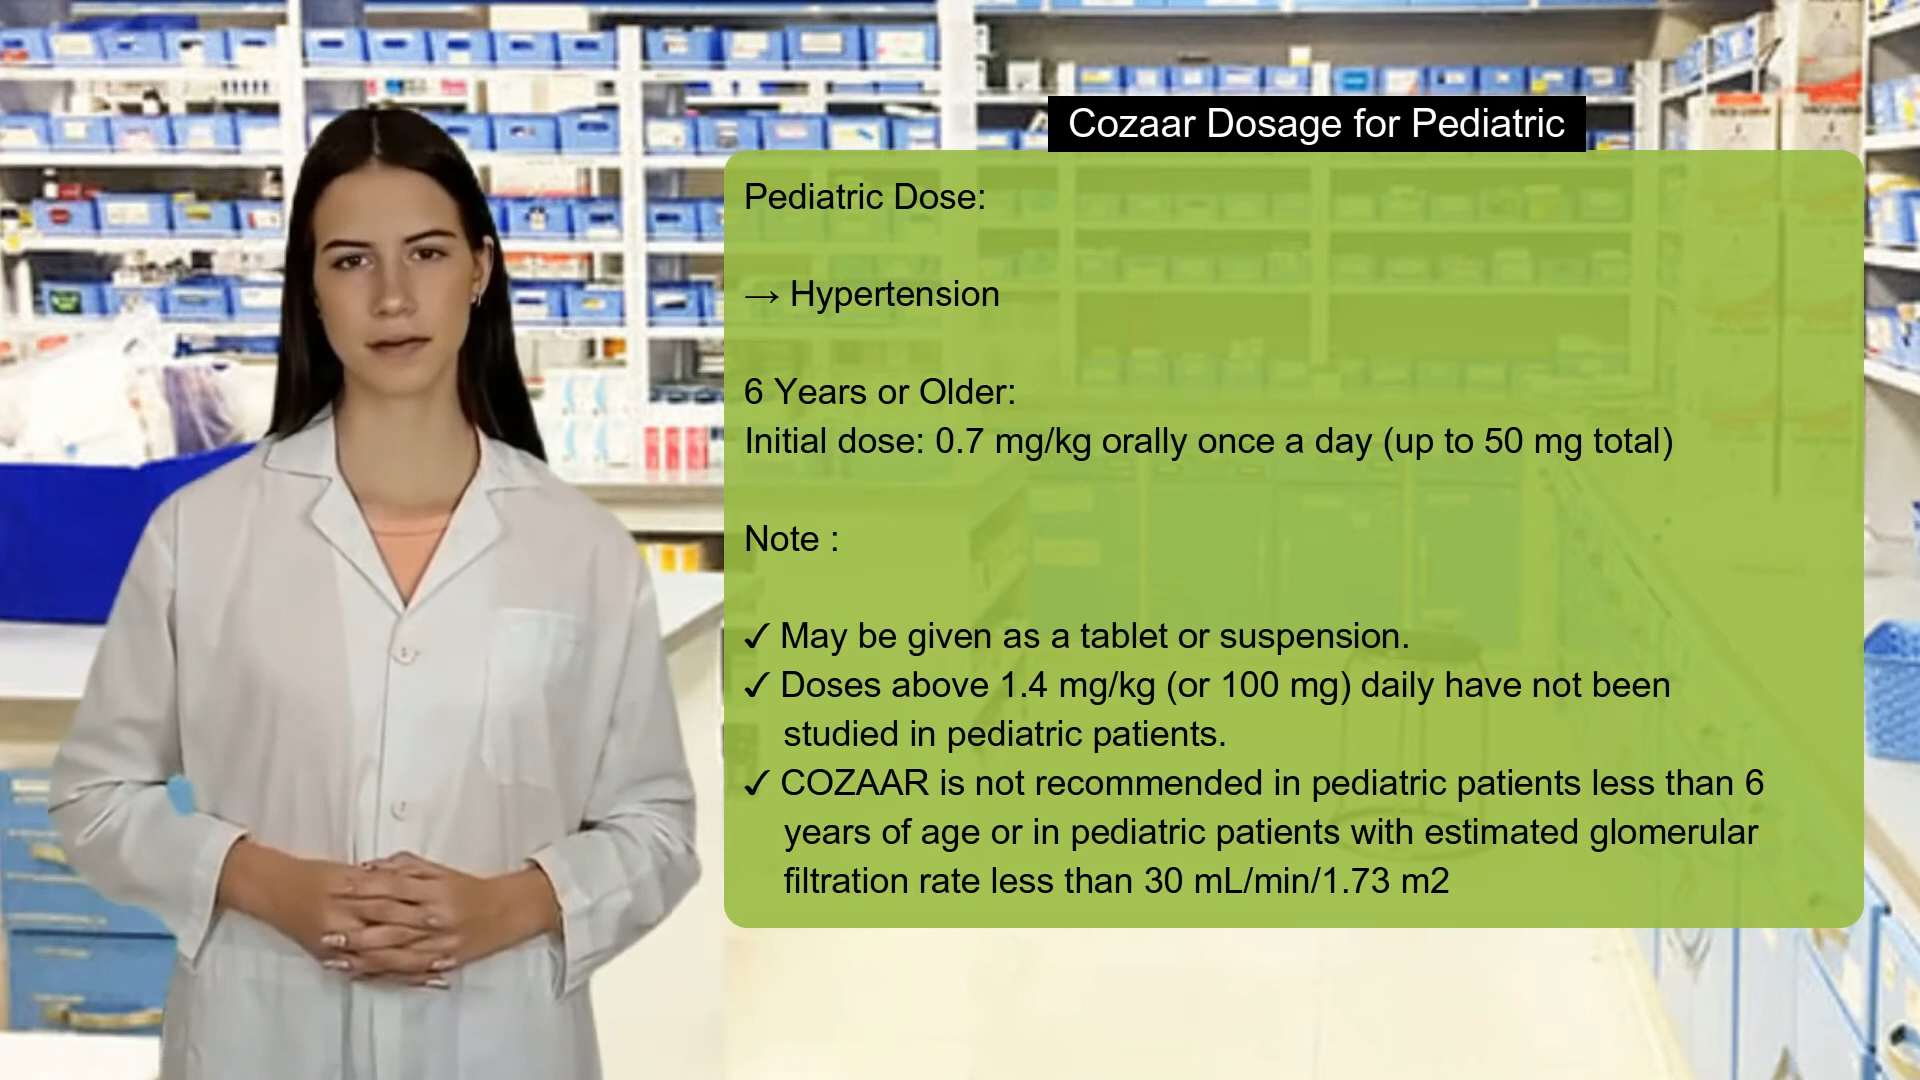 Cozaar Dosage for Pediatric
Pediatric Dose:
→ Hypertension
6 Years or Older:
Initial dose: 0.7 mg/kg orally once a day (up to 50 mg total)
Note :
✓ May be given as a tablet or suspension.
✓ Doses above 1.4 mg/kg (or 100 mg) daily have not been
studied in pediatric patients.
✓ COZAAR is not recommended in pediatric patients less than 6
years of age or in pediatric patients with estimated glomerular
filtration rate less than 30 mL/min/1.73 m2